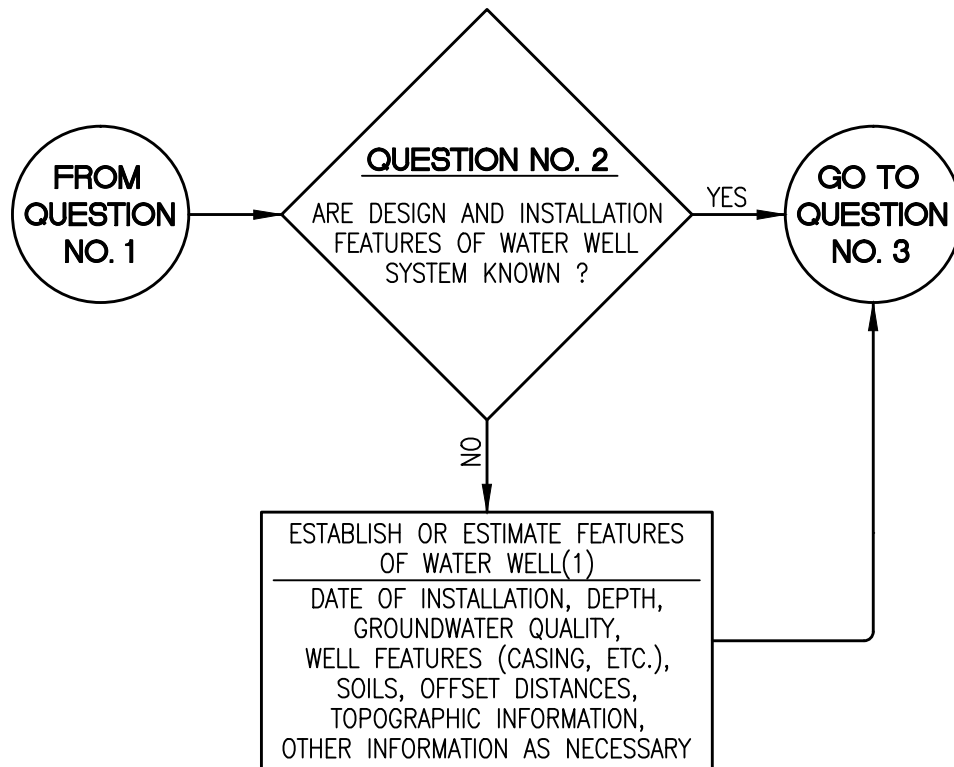 FROM
QUESTION
NO. 1
QUESTION NO. 2
ARE DESIGN AND INSTALLATION
FEATURES OF WATER WELL
SYSTEM KNOWN ?
YES
GO TO
QUESTION
NO. 3
NO
ESTABLISH OR ESTIMATE FEATURES
OF WATER WELL(1)
DATE OF INSTALLATION, DEPTH,
GROUNDWATER QUALITY,
WELL FEATURES (CASING, ETC.),
SOILS, OFFSET DISTANCES,
TOPOGRAPHIC INFORMATION,
OTHER INFORMATION AS NECESSARY